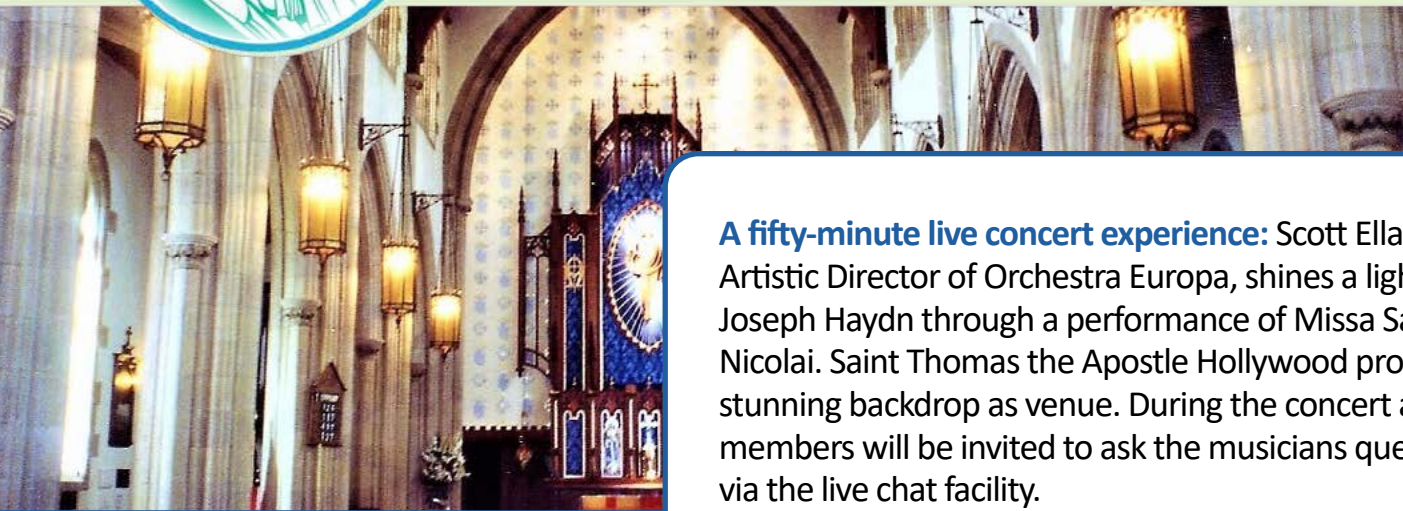 A fifty-minute live concert experience: Scott Ella
Artistic Director of Orchestra Europa, shines a ligh
Joseph Haydn through a performance of Missa Sa
Nicolai. Saint Thomas the Apostle Hollywood pro
stunning backdrop as venue. During the concert a
members will be invited to ask the musicians que
via the live chat facility.